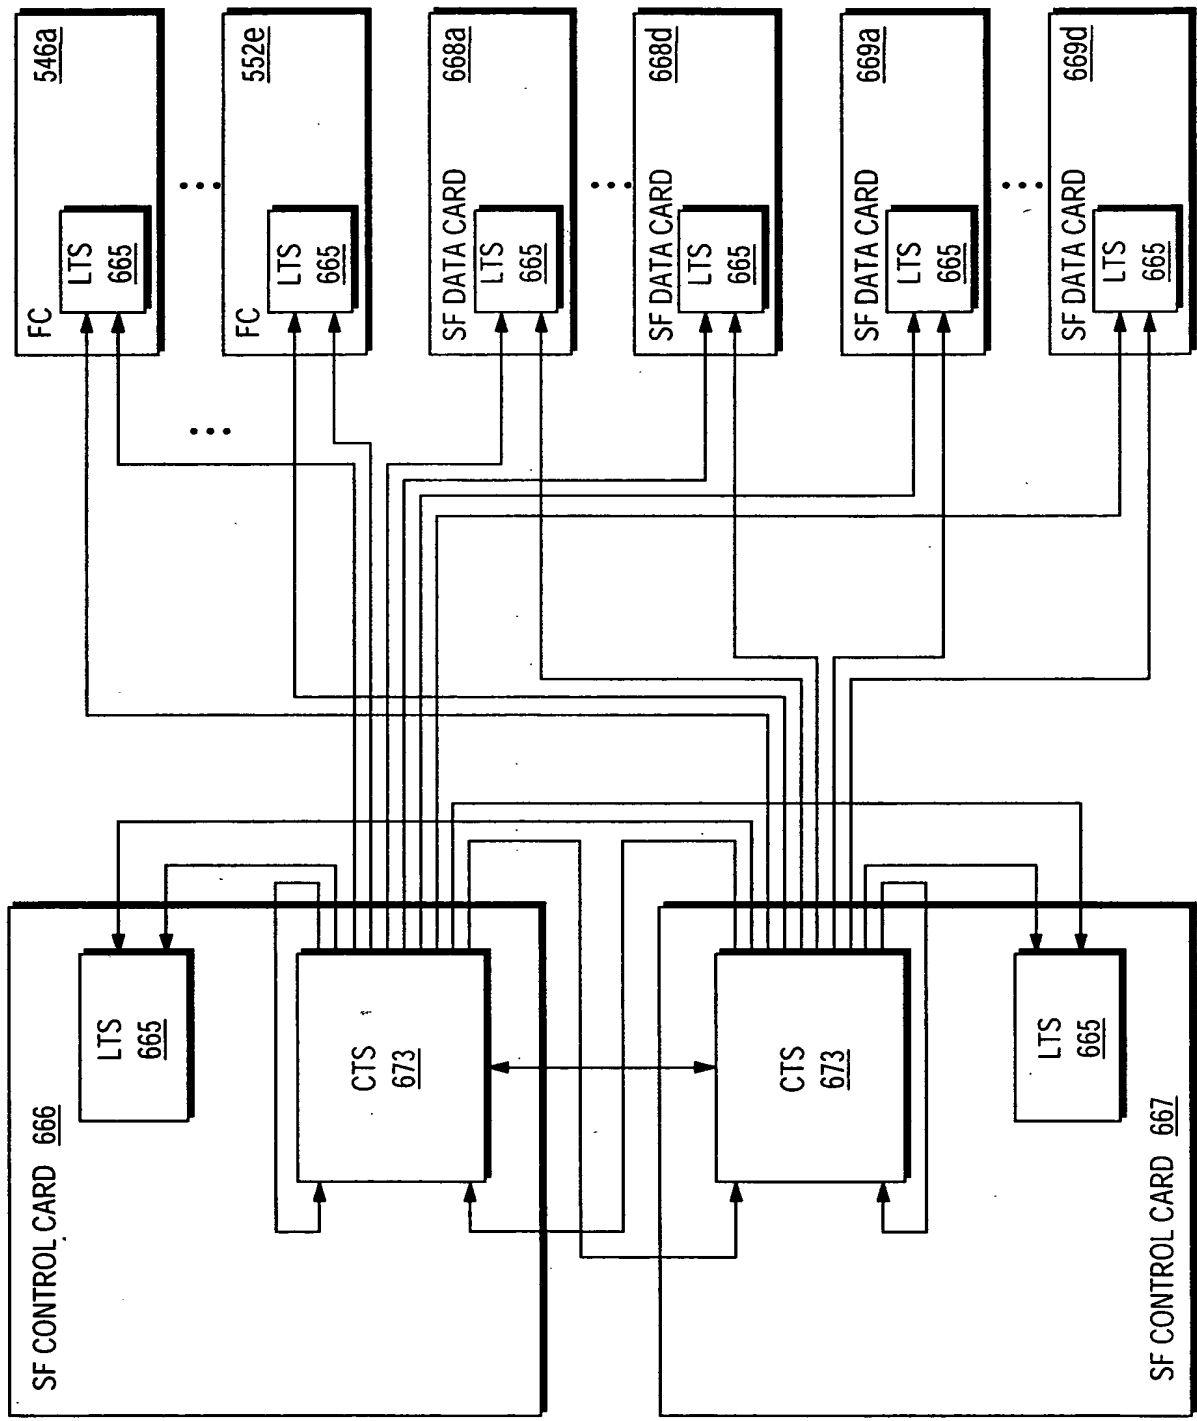 SF CONTROL CARD 666
LTS
665
CTS
673
SF CONTROL CARD 667
CTS
673
LTS
665
FC
546a
LTS
665
...
...
FC
552e
LTS
665
SF DATA CARD
668a
LTS
665
...
SF DATA CARD
668d
LTS
665
SF DATA CARD
669a
LTS
665
...
SF DATA CARD
669d
LTS
665